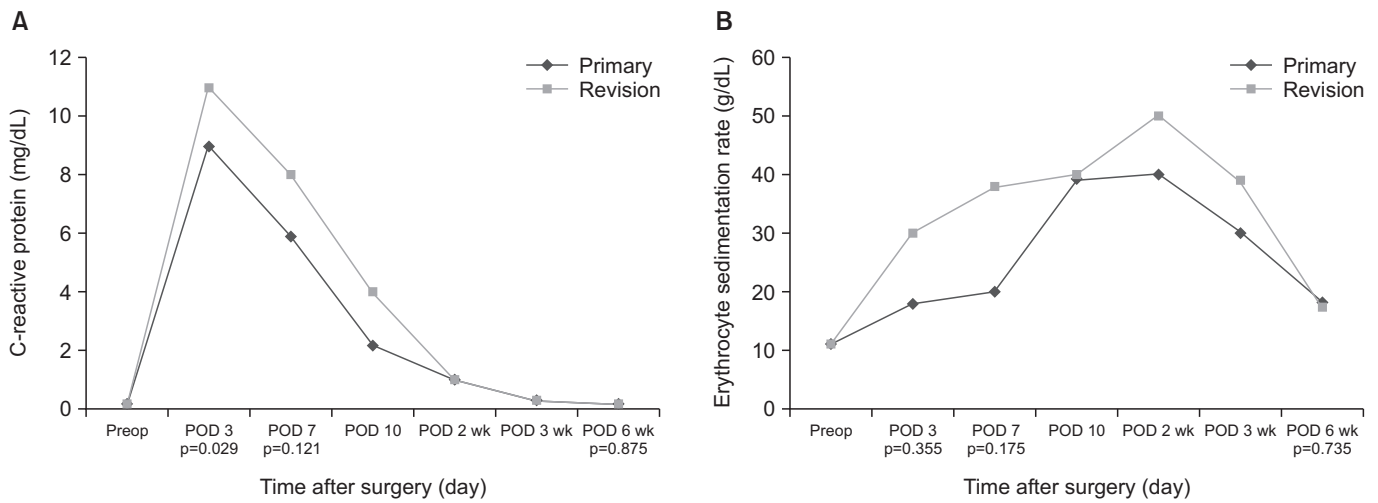 A
C-reactive protein (mg/dL)
12
10
8
6
4
2
0
Primary
Revision
Preop
POD 3
p=0.029
POD 7
p=0.121
POD 10
POD 2 wk
POD 3 wk
POD 6 wk
p=0.875
Time after surgery (day)
B
Erythrocyte sedimentation rate (g/dL)
60
50
40
30
20
10
0
Primary
Revision
Preop
POD 3
p=0.355
POD 7
p=0.175
POD 10
POD 2 wk
POD 3 wk
POD 6 wk
p=0.735
Time after surgery (day)